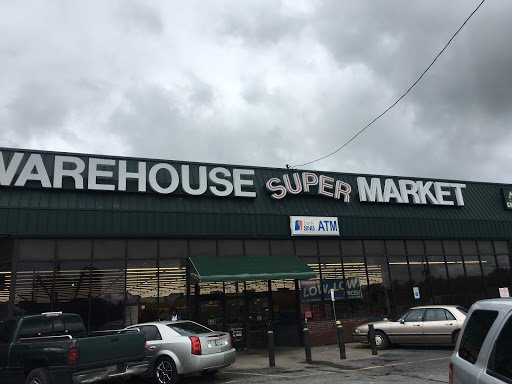 WAREHOUSE SUPER MARKET
SNB ATM
LOW LOW